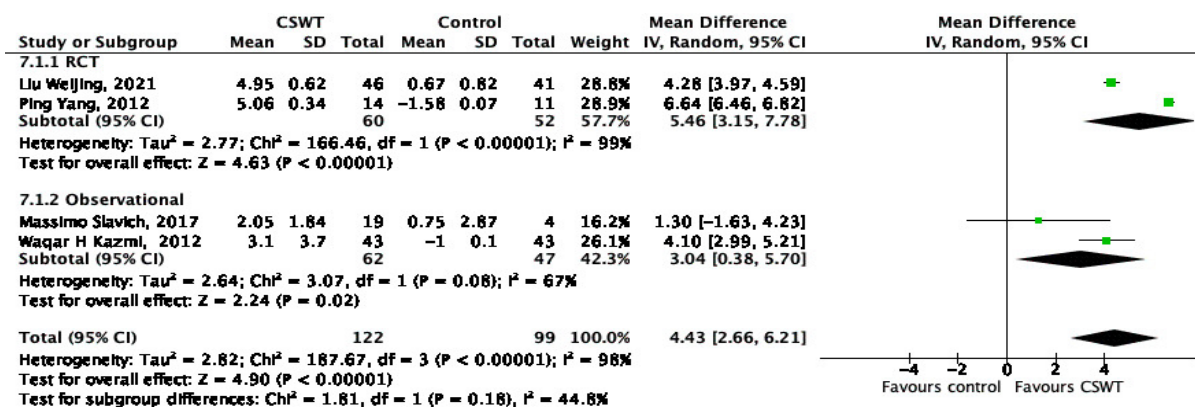 CSWT Control Mean Difference Mean Difference
Study or Subgroup Mean SD Total Mean SD Total Weight IV, Random, 95% CI IV, Random, 95% CI
7.1.1 RCT
Liu Weijing, 2021 4.95 0.62 46 0.67 0.82 41 28.8% 4.28 [3.97, 4.59]
Ping Yang, 2012 5.06 0.34 14 -1.58 0.07 11 28.9% 6.64 [6.46, 6.82]
Subtotal (95% CI) 60 52 57.7% 5.46 [3.15, 7.78]
Heterogeneity: Tau² = 2.77; Chi² = 166.46, df = 1 (P < 0.00001); I² = 99%
Test for overall effect: Z = 4.63 (P < 0.00001)
7.1.2 Observational
Massimo Slavich, 2017 2.05 1.84 19 0.75 2.87 4 16.2% 1.30 [-1.63, 4.23]
Waqar H Kazmi, 2012 3.1 3.7 43 -1 0.1 43 26.1% 4.10 [2.99, 5.21]
Subtotal (95% CI) 62 47 42.3% 3.04 [0.38, 5.70]
Heterogeneity: Tau² = 2.64; Chi² = 3.07, df = 1 (P = 0.08); I² = 67%
Test for overall effect: Z = 2.24 (P = 0.02)
Total (95% CI) 122 99 100.0% 4.43 [2.66, 6.21]
Heterogeneity: Tau² = 2.82; Chi² = 187.67, df = 3 (P < 0.00001); I² = 98%
Test for overall effect: Z = 4.90 (P < 0.00001)
Test for subgroup differences: Chi² = 1.81, df = 1 (P = 0.18), I² = 44.8%
-4 -2 0 2 4
Favours control Favours CSWT